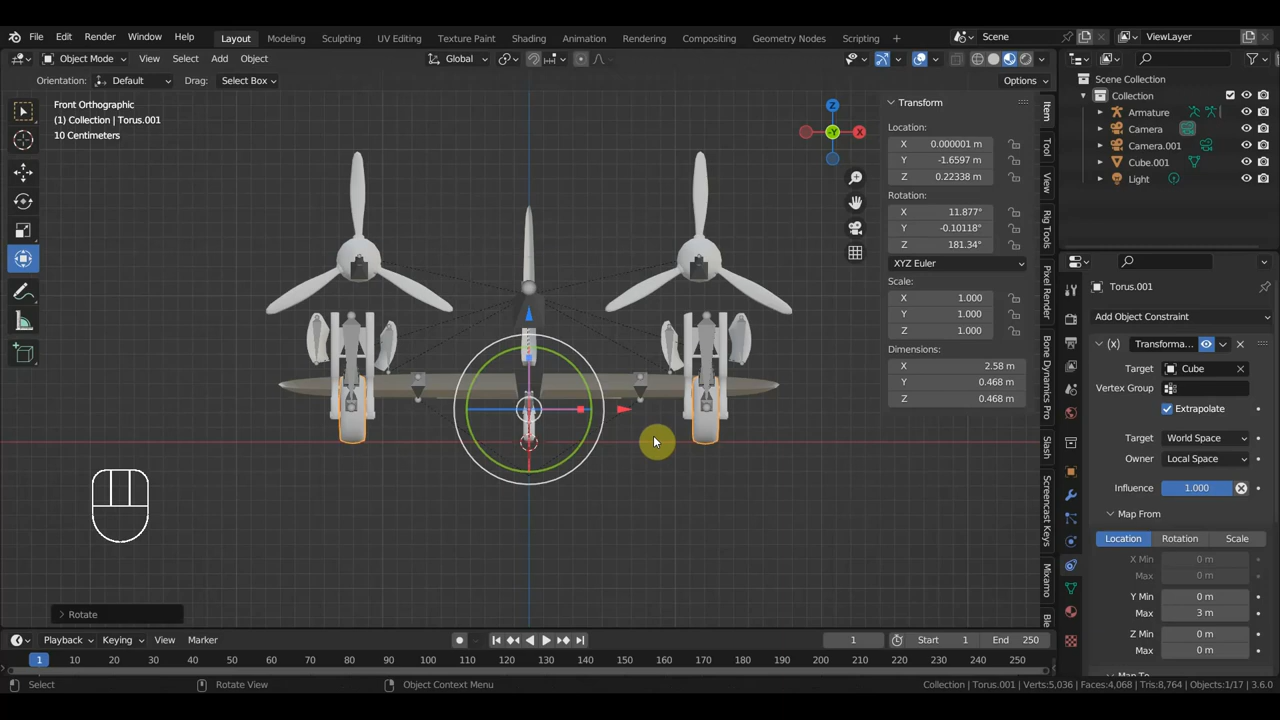 File Edit Render Window Help Layout Modeling Sculpting UV Editing Texture Paint Shading Animation Rendering Compositing Geometry Nodes Scripting + Scene ViewLayer
Object Mode View Select Add Object Global
Orientation: Default Drag: Select Box Options
Front Orthographic
(1) Collection | Torus.001
10 Centimeters
Z
X
-Y
Transform
Location:
X 0.000001 m
Y -1.6597 m
Z 0.22338 m
Rotation:
X 11.877°
Y -0.10118°
Z 181.34°
XYZ Euler
Scale:
X 1.000
Y 1.000
Z 1.000
Dimensions:
X 2.58 m
Y 0.468 m
Z 0.468 m
Item
Tool
View
Rig Tools
Pixel Render
Bone Dynamics Pro
Slash
Screencast Keys
Mixamo
Ble
Scene Collection
Collection
Armature
Camera
Camera.001
Cube.001
Light
Torus.001
Add Object Constraint
(x) Transforma...
Target Cube
Vertex Group
Extrapolate
Target World Space
Owner Local Space
Influence 1.000
Map From
Location Rotation Scale
X Min 0 m
Max 0 m
Y Min 0 m
Max 3 m
Z Min 0 m
Max 0 m
Rotate
Playback Keying View Marker 1 Start 1 End 250
1 10 20 30 40 50 60 70 80 90 100 110 120 130 140 150 160 170 180 190 200 210 220 230 240 250
Select Rotate View Object Context Menu Collection | Torus.001 | Verts:5,036 | Faces:4,068 | Tris:8,764 | Objects:1/17 | 3.6.0